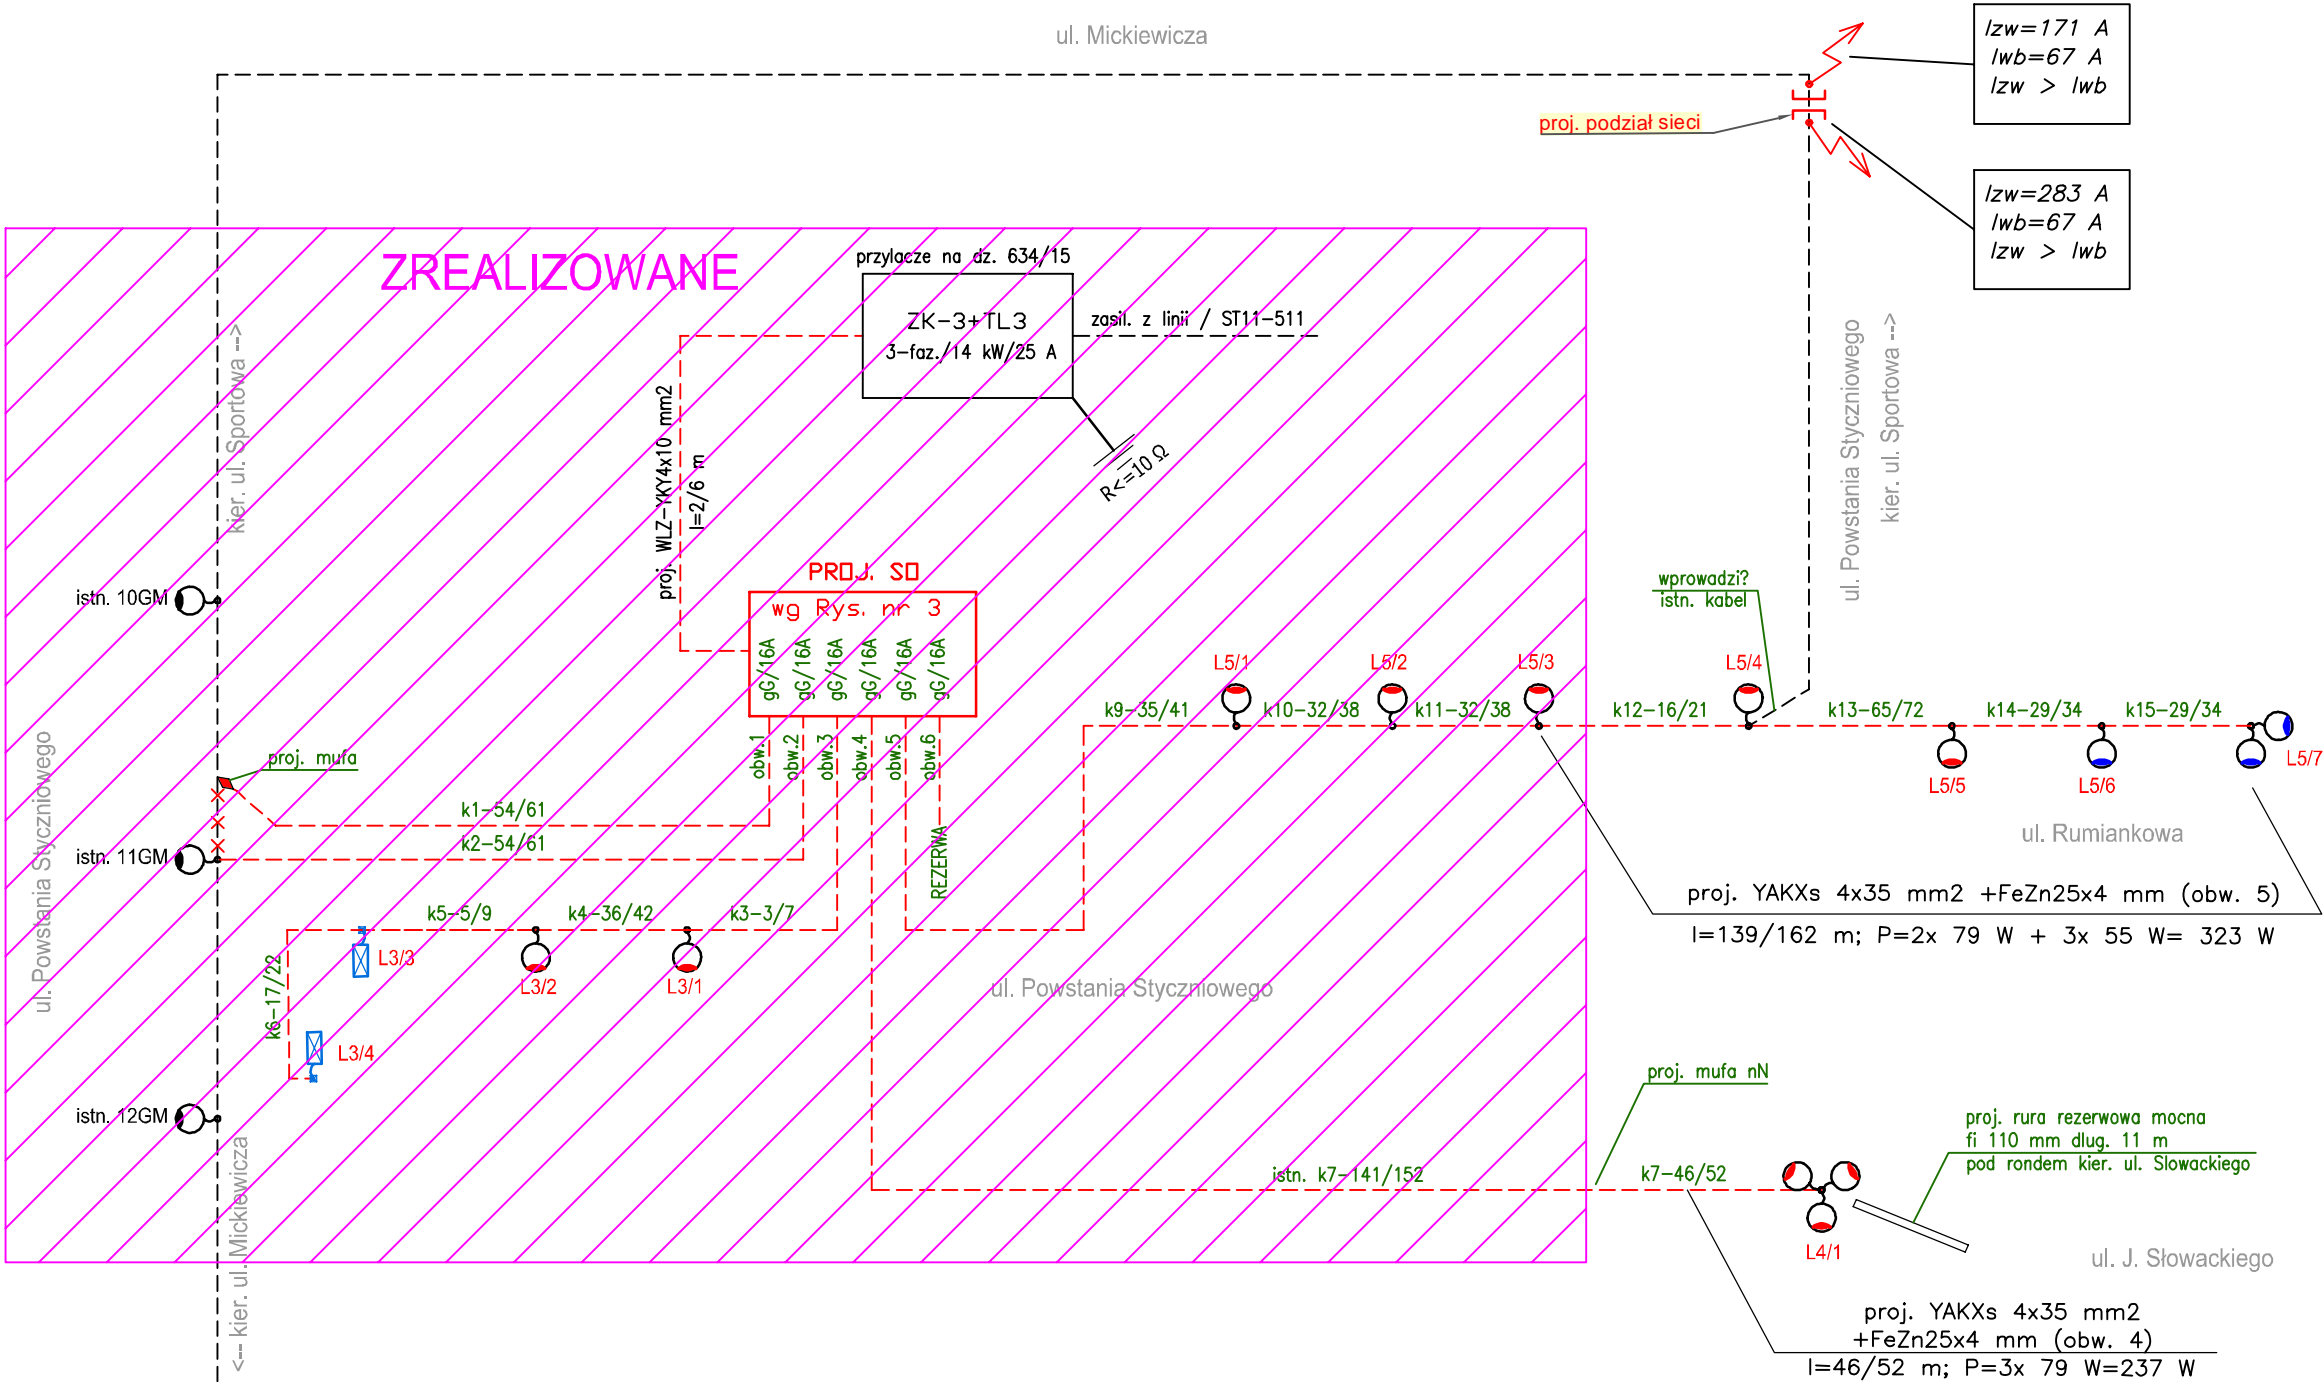 ul. Mickiewicza
Izw=171 A
Iwb=67 A
Izw > Iwb
proj. podział sieci
Izw=283 A
Iwb=67 A
Izw > Iwb
ZREALIZOWANE
przylacze na dz. 634/15
ZK-3+TL3
3-faz./14 kW/25 A
zasil. z linii / ST11-511
R<=10 Ω
kier. ul. Sportowa -->
proj. WLZ-YKY4x10 mm2
l=2/6 m
ul. Powstania Styczniowego
kier. ul. Sportowa -->
PROJ. SO
wg Rys. nr 3
gG/16A
gG/16A
gG/16A
gG/16A
gG/16A
gG/16A
obw.1
obw.2
obw.3
obw.4
obw.5
obw.6
REZERWA
istn. 10GM
wprowadzi?
istn. kabel
L5/1
L5/2
L5/3
L5/4
k9-35/41
k10-32/38
k11-32/38
k12-16/21
k13-65/72
k14-29/34
k15-29/34
L5/5
L5/6
L5/7
proj. mufa
ul. Powstania Styczniowego
k1-54/61
k2-54/61
istn. 11GM
ul. Rumiankowa
proj. YAKXs 4x35 mm2 +FeZn25x4 mm (obw. 5)
l=139/162 m; P=2x 79 W + 3x 55 W= 323 W
k5-5/9
k4-36/42
k3-3/7
L3/3
L3/2
L3/1
k6-17/22
L3/4
ul. Powstania Styczniowego
istn. 12GM
<-- kier. ul. Mickiewicza
proj. mufa nN
istn. k7-141/152
k7-46/52
proj. rura rezerwowa mocna
fi 110 mm dlug. 11 m
pod rondem kier. ul. Slowackiego
L4/1
ul. J. Słowackiego
proj. YAKXs 4x35 mm2
+FeZn25x4 mm (obw. 4)
l=46/52 m; P=3x 79 W=237 W